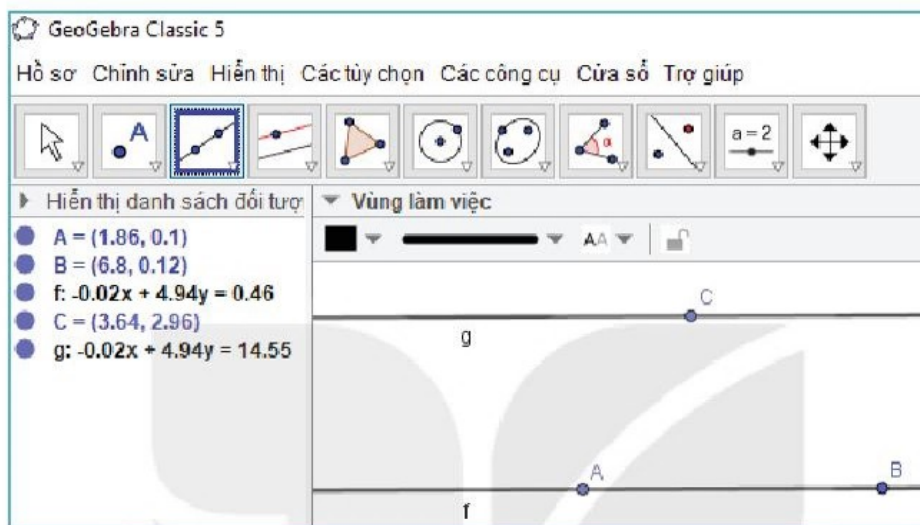 GeoGebra Classic 5
Hồ sơ Chỉnh sửa Hiển thị Các tùy chọn Các công cụ Cửa sổ Trợ giúp
A
α
a = 2
Hiển thị danh sách đối tượ
Vùng làm việc
A = (1.86, 0.1)
B = (6.8, 0.12)
f: -0.02x + 4.94y = 0.46
C = (3.64, 2.96)
g: -0.02x + 4.94y = 14.55
AA
C
g
A
B
f